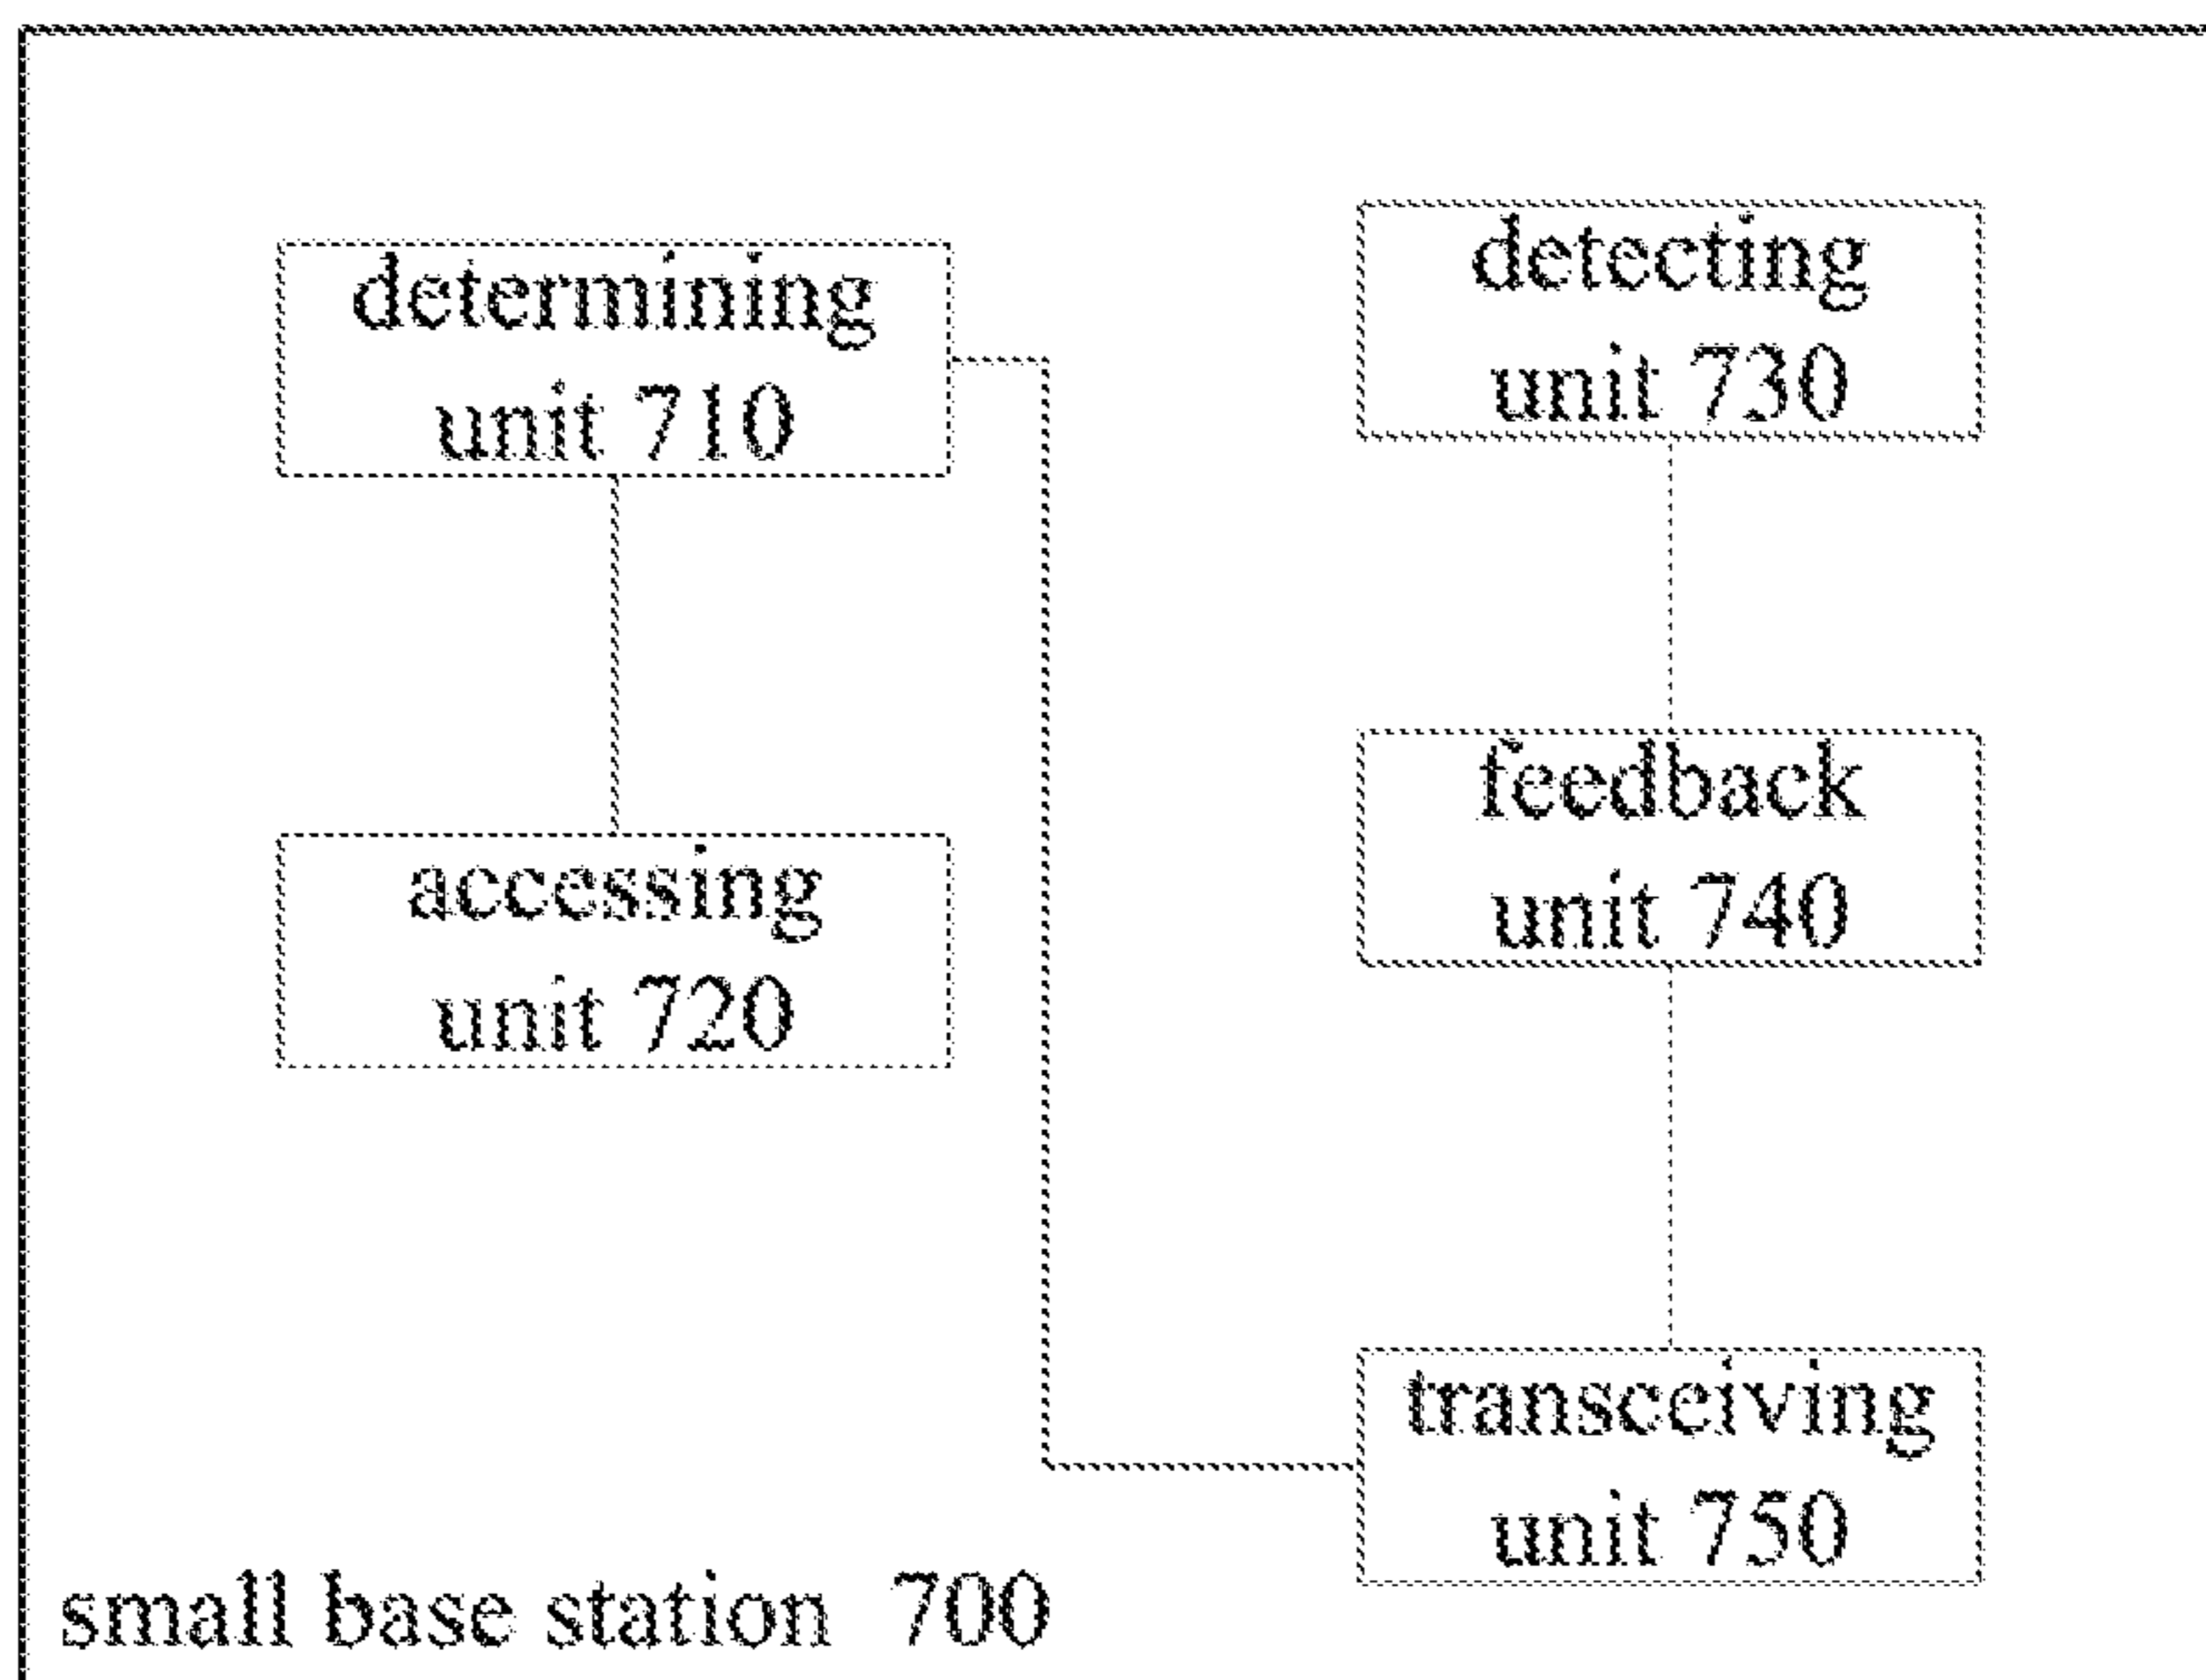 determining
unit 710
accessing
unit 720
detecting
unit 730
feedback
unit 740
transceiving
unit 750
small base station 700